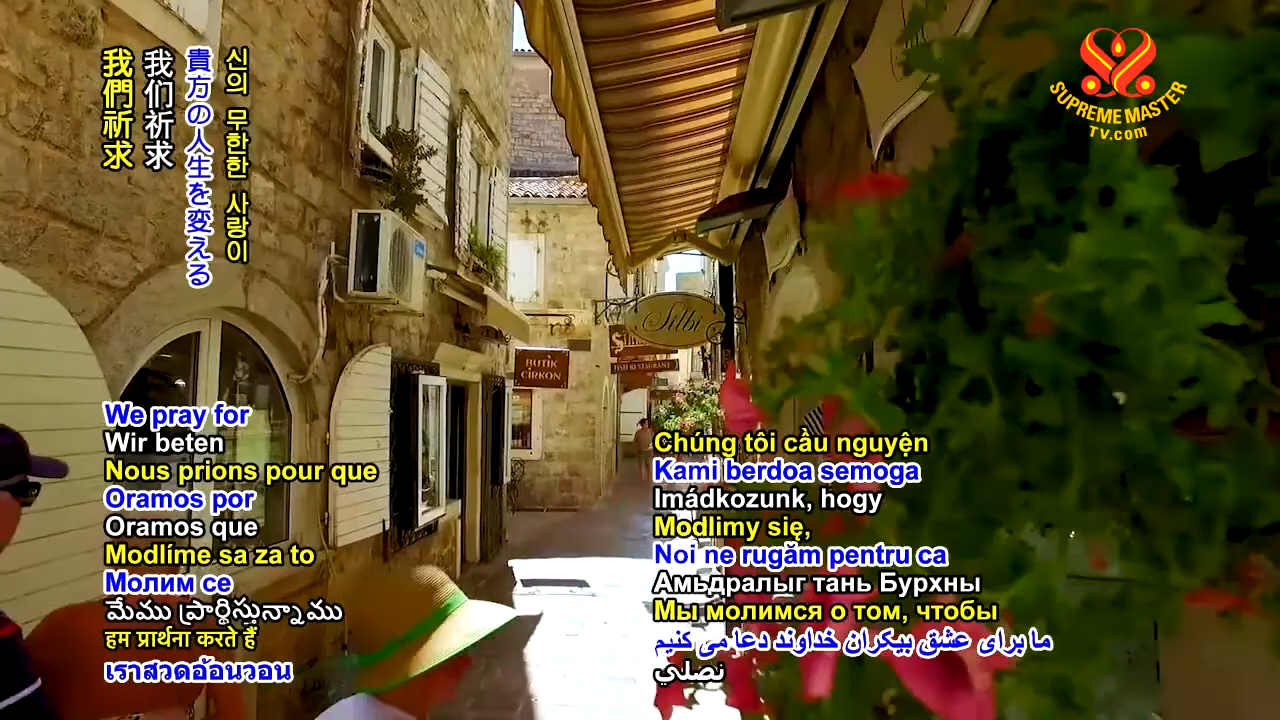 我們祈求
我们祈求
貴方の人生を変える
신의 무한한 사랑이
SUPREME MASTER
TV.com
Silbi
BUTIK
CIRKON
FISH RESTAURANT
We pray for
Wir beten
Nous prions pour que
Oramos por
Oramos que
Modlíme sa za to
Молим се
మేము ప్రార్థిస్తున్నాము
हम प्रार्थना करते हैं
เราสวดอ้อนวอน
Chúng tôi cầu nguyện
Kami berdoa semoga
Imádkozunk, hogy
Modlimy się,
Noi ne rugăm pentru ca
Амьдралыг тань Бурхны
Мы молимся о том, чтобы
ما برای عشق بیکران خداوند دعا می کنیم
نصلي